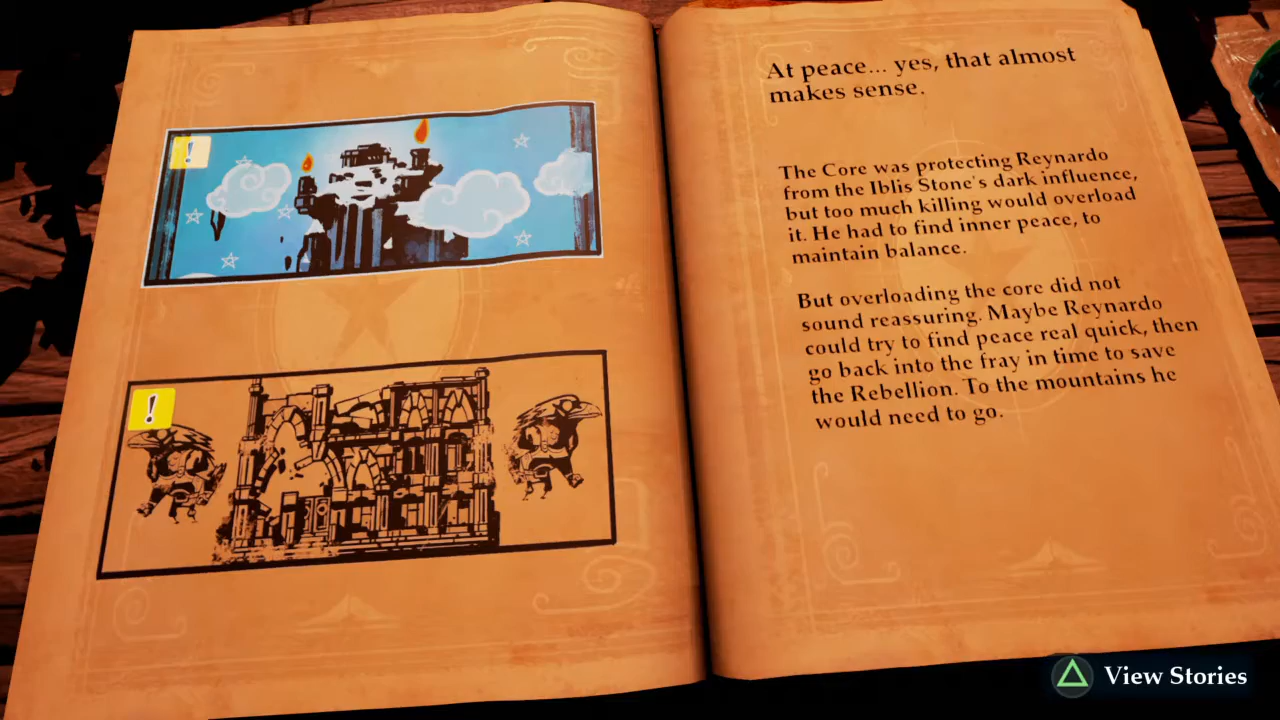 !
!
At peace... yes, that almost
makes sense.
The Core was protecting Reynardo
from the Iblis Stone's dark influence,
but too much killing would overload
it. He had to find inner peace, to
maintain balance.
But overloading the core did not
sound reassuring. Maybe Reynardo
could try to find peace real quick, then
go back into the fray in time to save
the Rebellion. To the mountains he
would need to go.
View Stories